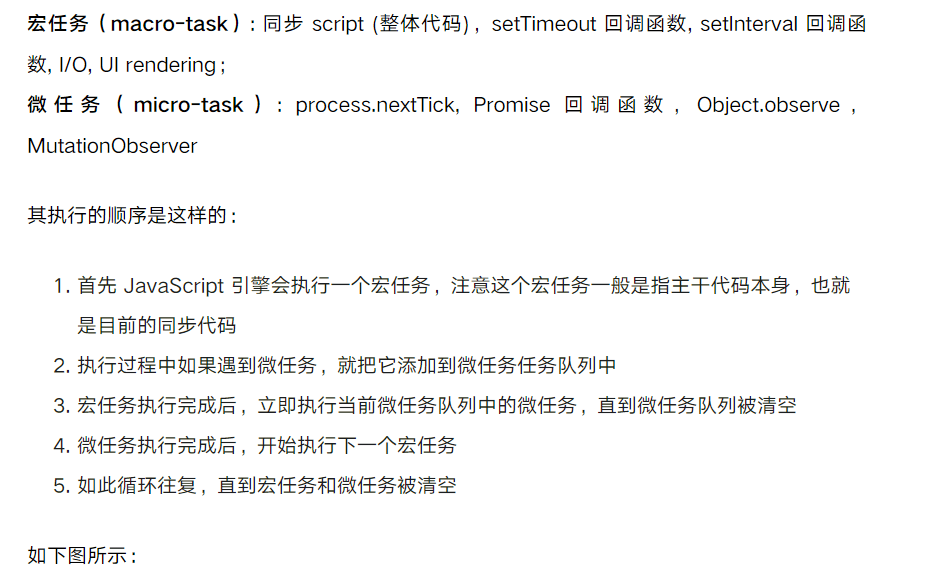 宏任务（macro-task）: 同步 script (整体代码)，setTimeout 回调函数, setInterval 回调函
数, I/O, UI rendering；
微任务（micro-task）: process.nextTick, Promise 回调函数，Object.observe，
MutationObserver
其执行的顺序是这样的：
1. 首先 JavaScript 引擎会执行一个宏任务，注意这个宏任务一般是指主干代码本身，也就
是目前的同步代码
2. 执行过程中如果遇到微任务，就把它添加到微任务任务队列中
3. 宏任务执行完成后，立即执行当前微任务队列中的微任务，直到微任务队列被清空
4. 微任务执行完成后，开始执行下一个宏任务
5. 如此循环往复，直到宏任务和微任务被清空
如下图所示：